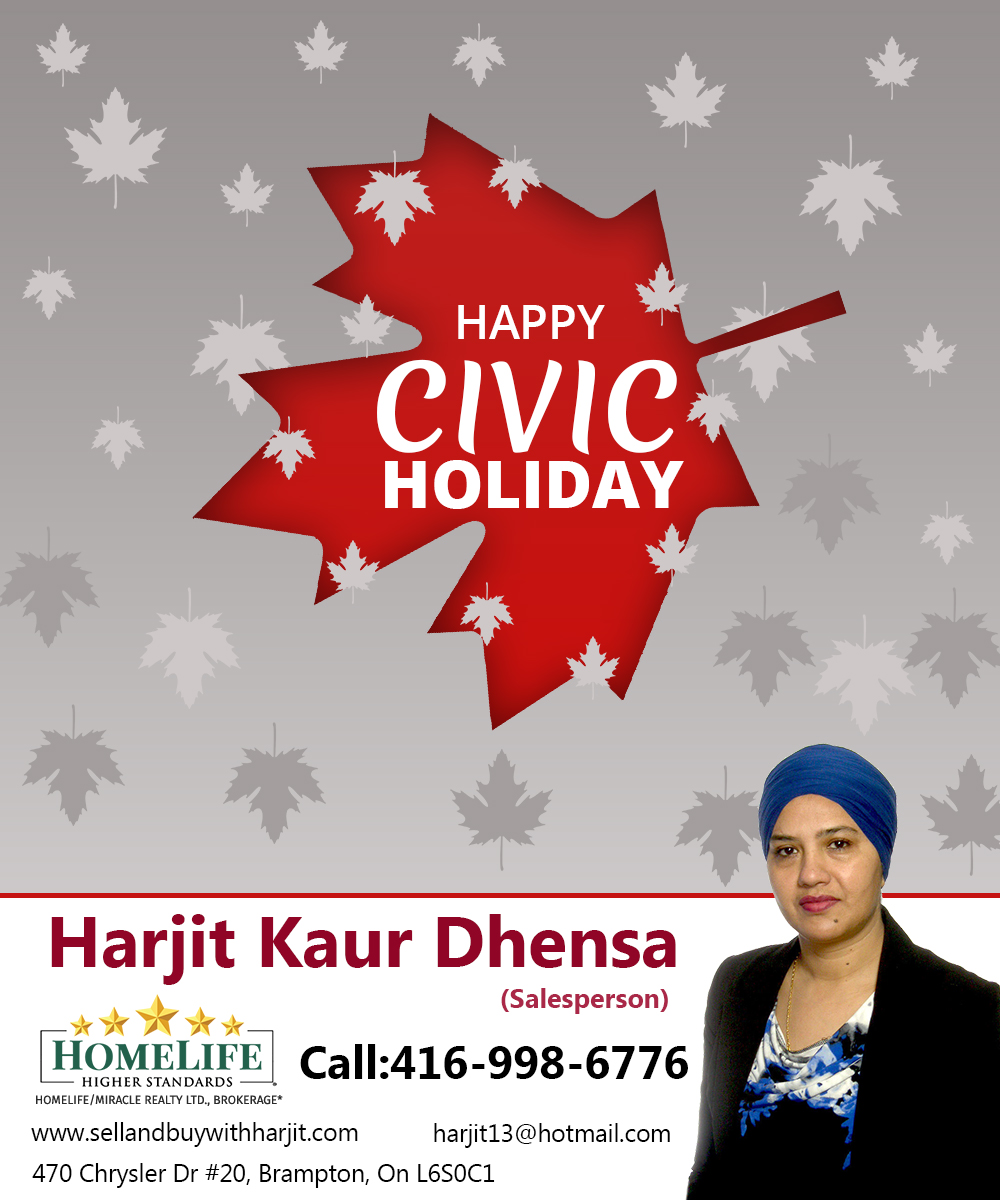 HAPPY
CIVIC
HOLIDAY
Harjit Kaur Dhensa
(Salesperson)
HOMELIFE
HIGHER STANDARDS
HOMELIFE/MIRACLE REALTY LTD., BROKERAGE*
Call:416-998-6776
www.sellandbuywithharjit.com
harjit13@hotmail.com
470 Chrysler Dr #20, Brampton, On L6S0C1